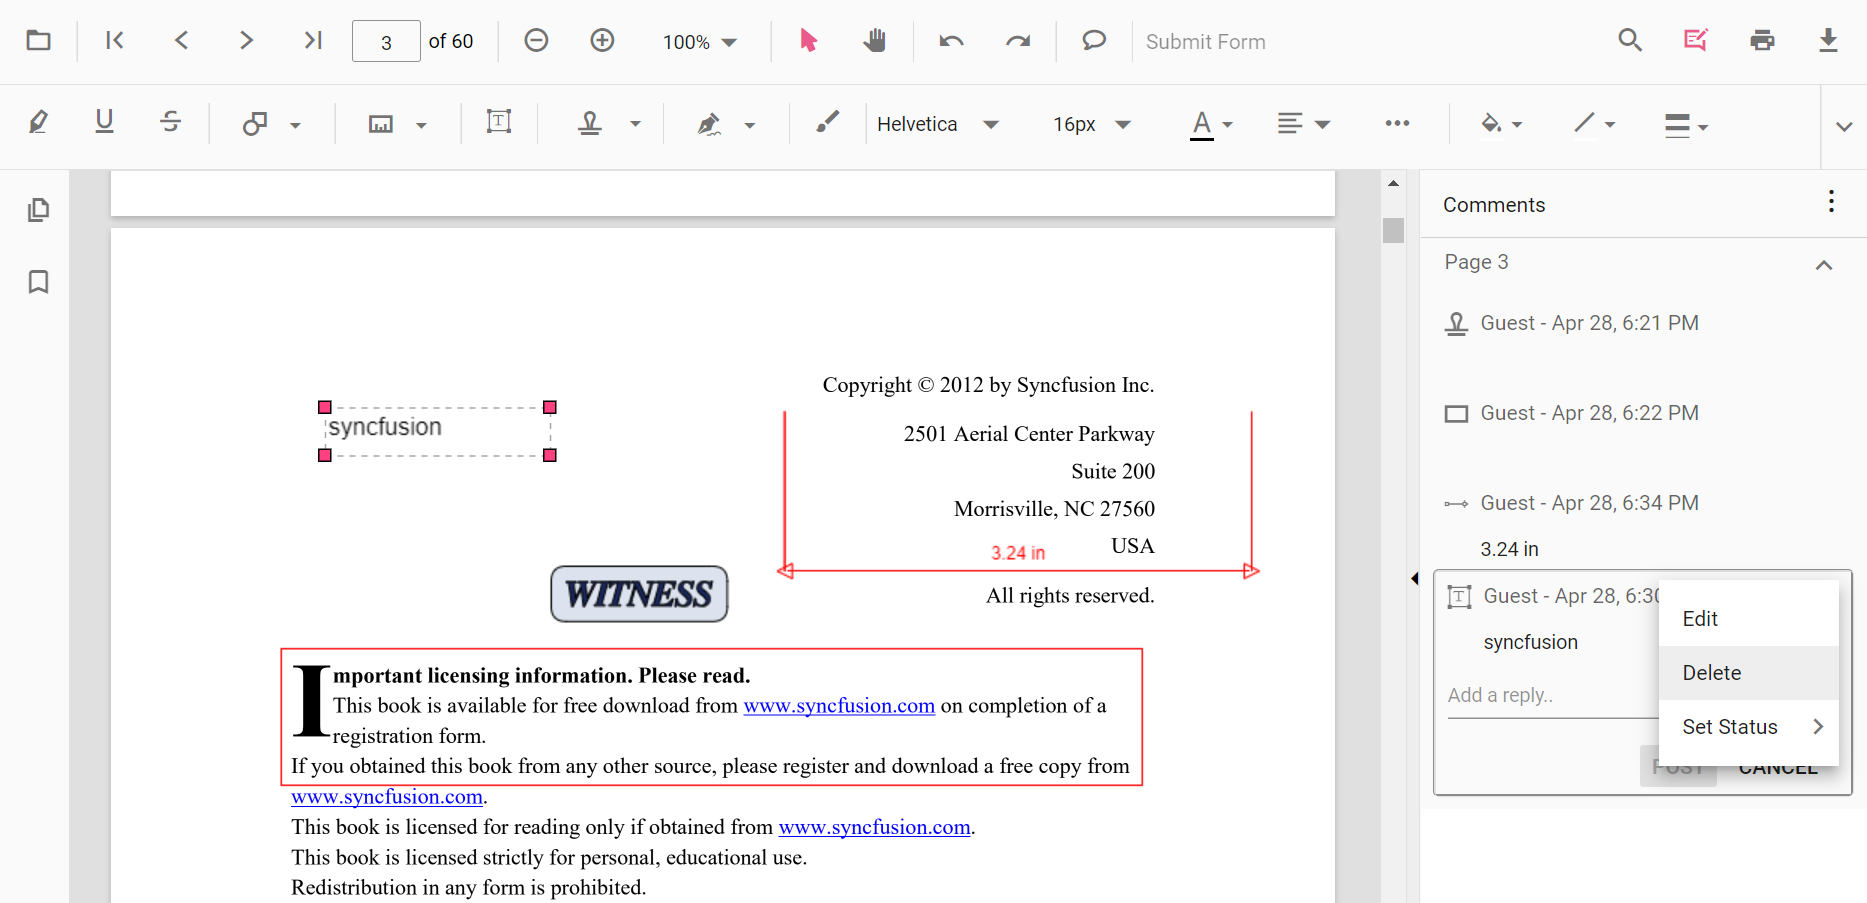 3 of 60 100% Submit Form
Helvetica 16px A
Comments
Page 3
Guest - Apr 28, 6:21 PM
Guest - Apr 28, 6:22 PM
Guest - Apr 28, 6:34 PM
3.24 in
Guest - Apr 28, 6:30
syncfusion
Add a reply..
POST CANCEL
Edit
Delete
Set Status
Copyright © 2012 by Syncfusion Inc.
syncfusion
2501 Aerial Center Parkway
Suite 200
Morrisville, NC 27560
USA
3.24 in
All rights reserved.
WITNESS
Important licensing information. Please read.
This book is available for free download from www.syncfusion.com on completion of a
registration form.
If you obtained this book from any other source, please register and download a free copy from
www.syncfusion.com.
This book is licensed for reading only if obtained from www.syncfusion.com.
This book is licensed strictly for personal, educational use.
Redistribution in any form is prohibited.